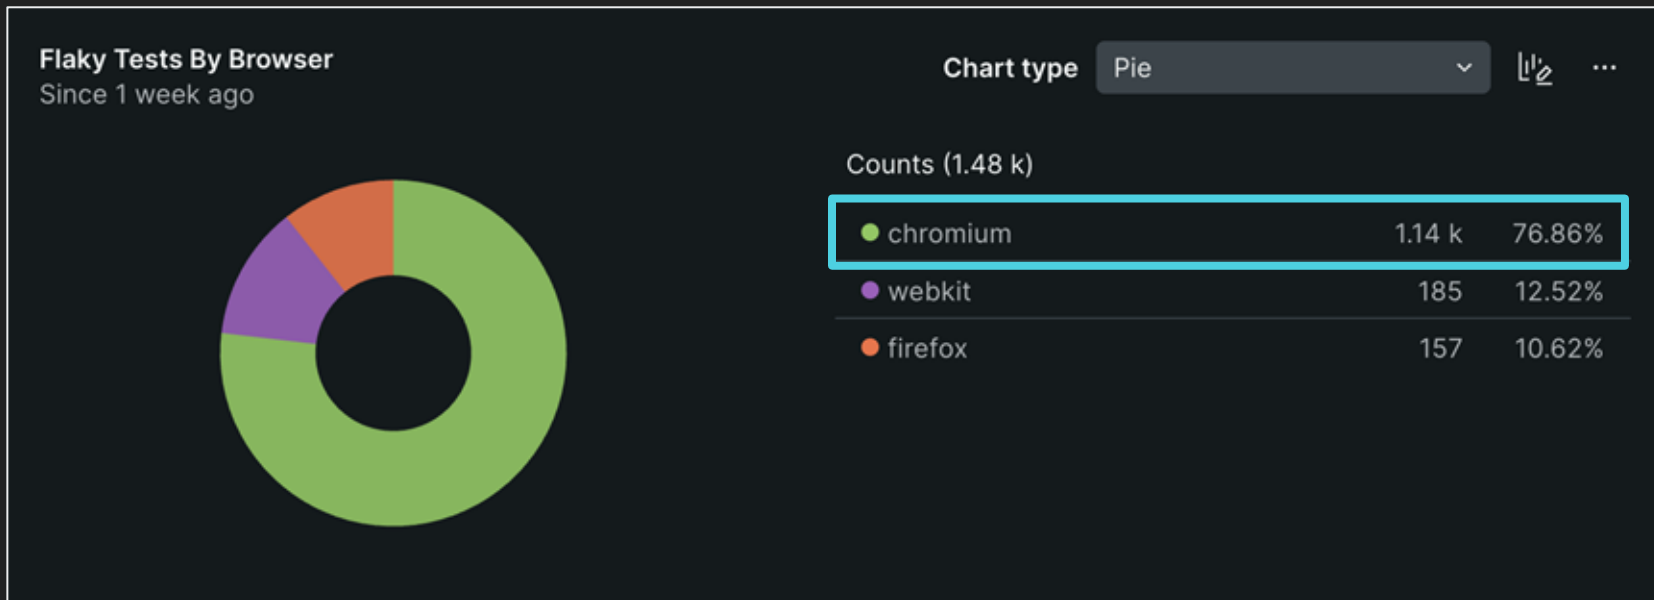 Flaky Tests By Browser
Since 1 week ago
Chart type Pie
Counts (1.48 k)
chromium 1.14 k 76.86%
webkit 185 12.52%
firefox 157 10.62%